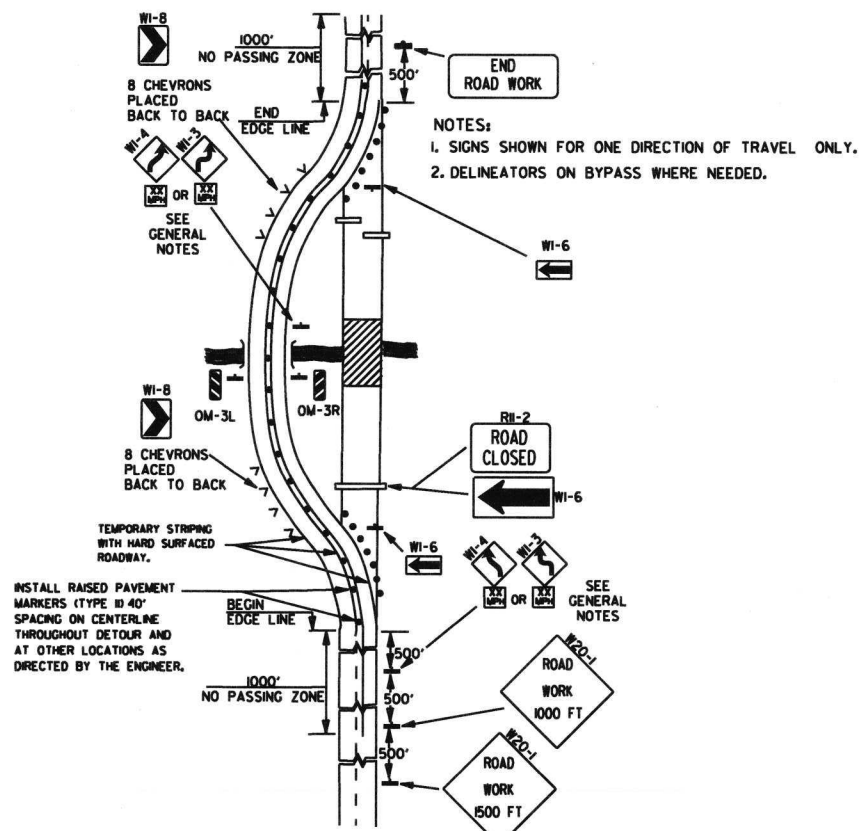 W1-8
1000'
NO PASSING ZONE
500'
END
ROAD WORK
8 CHEVRONS
PLACED
BACK TO BACK
END
EDGE LINE
NOTES:
1. SIGNS SHOWN FOR ONE DIRECTION OF TRAVEL ONLY.
2. DELINEATORS ON BYPASS WHERE NEEDED.
W1-4
W1-3
XX
MPH
OR
XX
MPH
SEE
GENERAL
NOTES
W1-6
OM-3L
OM-3R
W1-8
8 CHEVRONS
PLACED
BACK TO BACK
R11-2
ROAD
CLOSED
W1-6
TEMPORARY STRIPING
WITH HARD SURFACED
ROADWAY.
W1-6
W1-4
W1-3
XX
MPH
OR
XX
MPH
SEE
GENERAL
NOTES
INSTALL RAISED PAVEMENT
MARKERS (TYPE II) 40'
SPACING ON CENTERLINE
THROUGHOUT DETOUR AND
AT OTHER LOCATIONS AS
DIRECTED BY THE ENGINEER.
BEGIN
EDGE LINE
1000'
NO PASSING ZONE
500'
500'
500'
W20-1
ROAD
WORK
1000 FT
W20-1
ROAD
WORK
1500 FT